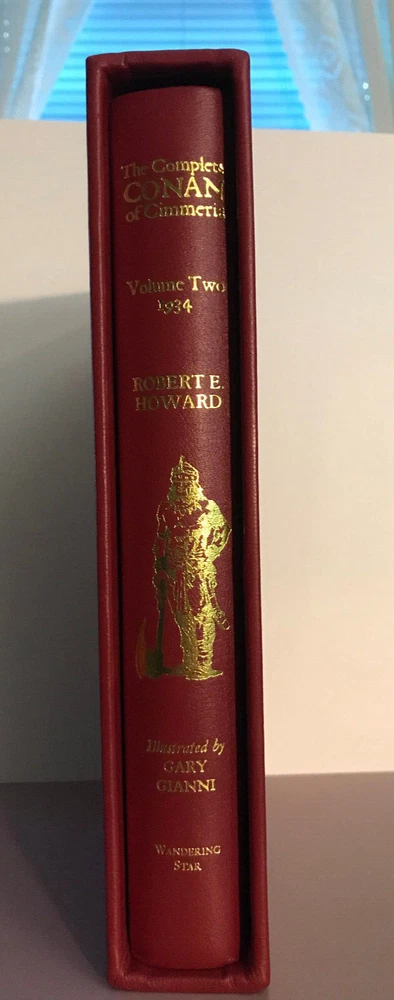 The Complete
CONAN
of Cimmeria
Volume Two
1934
ROBERT E.
HOWARD
Illustrated by
GARY
GIANNI
WANDERING
STAR